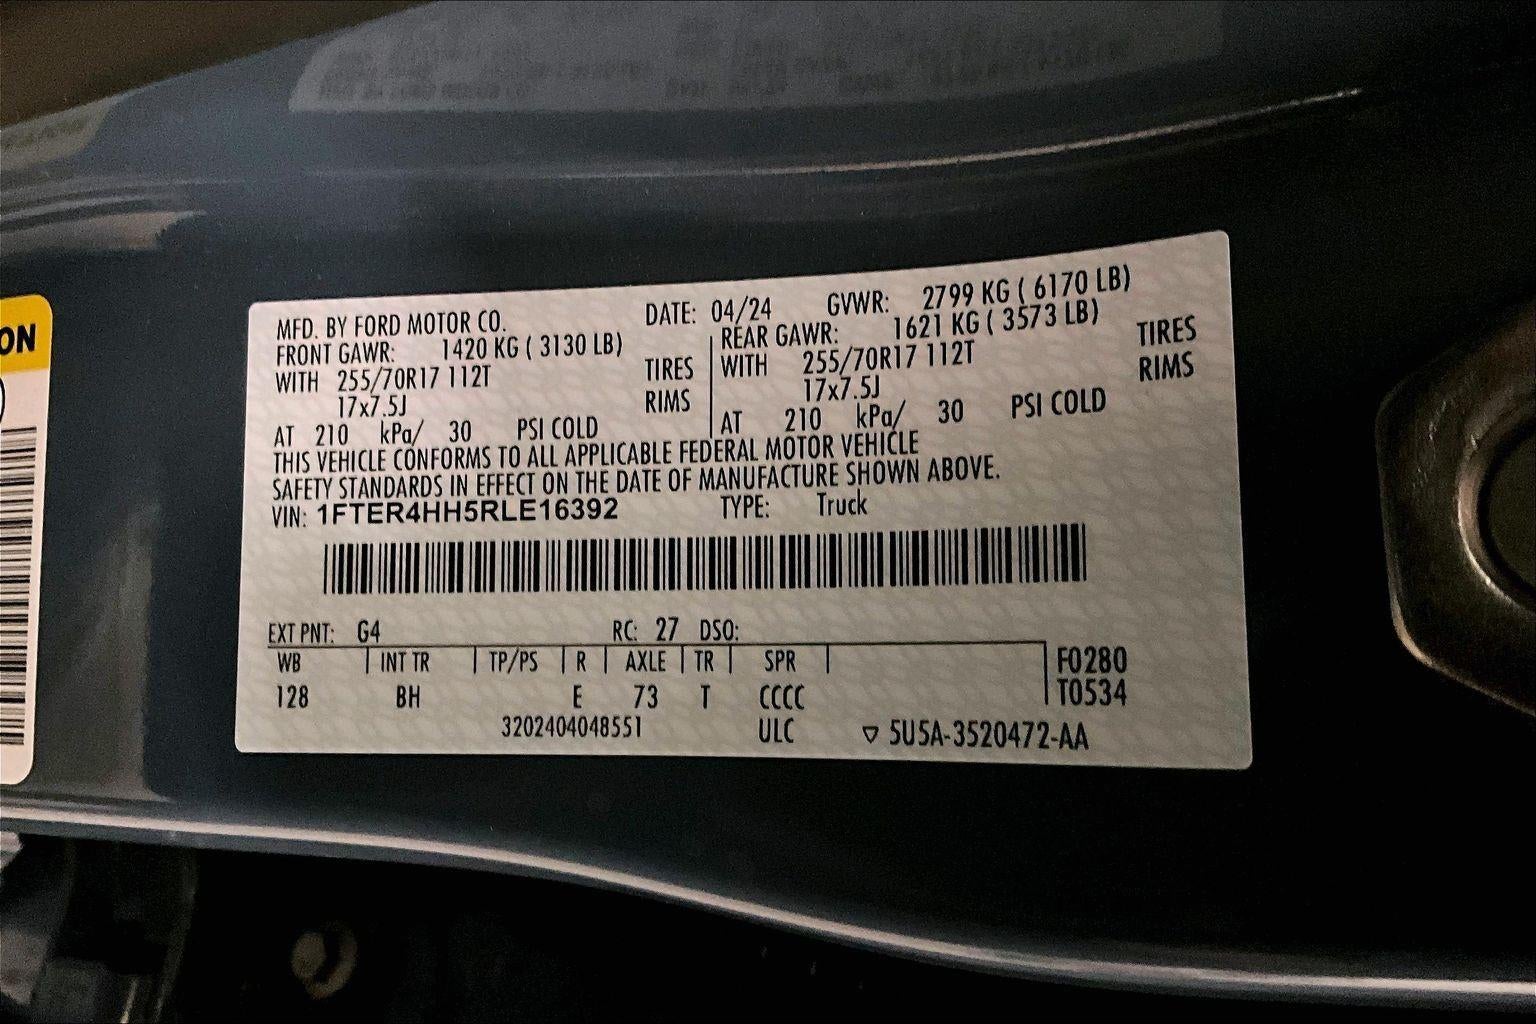 ON
MFD. BY FORD MOTOR CO. DATE: 04/24 GVWR: 2799 KG ( 6170 LB)
FRONT GAWR: 1420 KG ( 3130 LB) REAR GAWR: 1621 KG ( 3573 LB)
WITH 255/70R17 112T TIRES WITH 255/70R17 112T TIRES
17x7.5J RIMS 17x7.5J RIMS
AT 210 kPa/ 30 PSI COLD AT 210 kPa/ 30 PSI COLD
THIS VEHICLE CONFORMS TO ALL APPLICABLE FEDERAL MOTOR VEHICLE
SAFETY STANDARDS IN EFFECT ON THE DATE OF MANUFACTURE SHOWN ABOVE.
VIN: 1FTER4HH5RLE16392 TYPE: Truck
EXT PNT: G4 RC: 27 DSO:
WB INT TR TP/PS R AXLE TR SPR F0280
128 BH E 73 T CCCC T0534
3202404048551 ULC ▽ 5U5A-3520472-AA